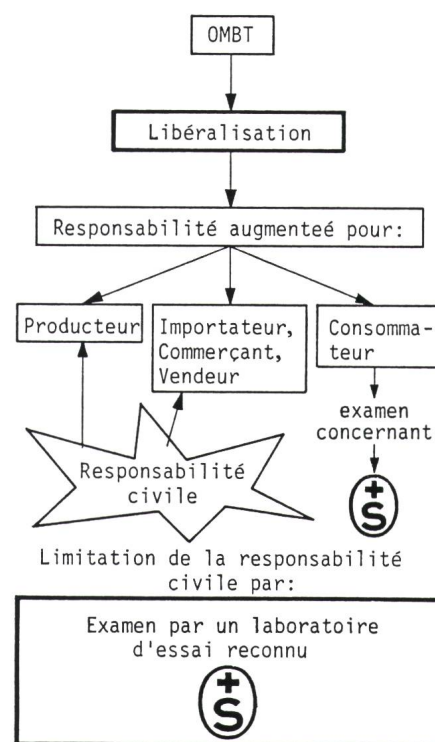 OMBT
Libéralisation
Responsabilité augmenteé pour:
Producteur
Importateur,
Commerçant,
Vendeur
Consomma-
teur
examen
concernant
+
S
Responsabilité
civile
Limitation de la responsabilité
civile par:
Examen par un laboratoire
d'essai reconnu
+
S